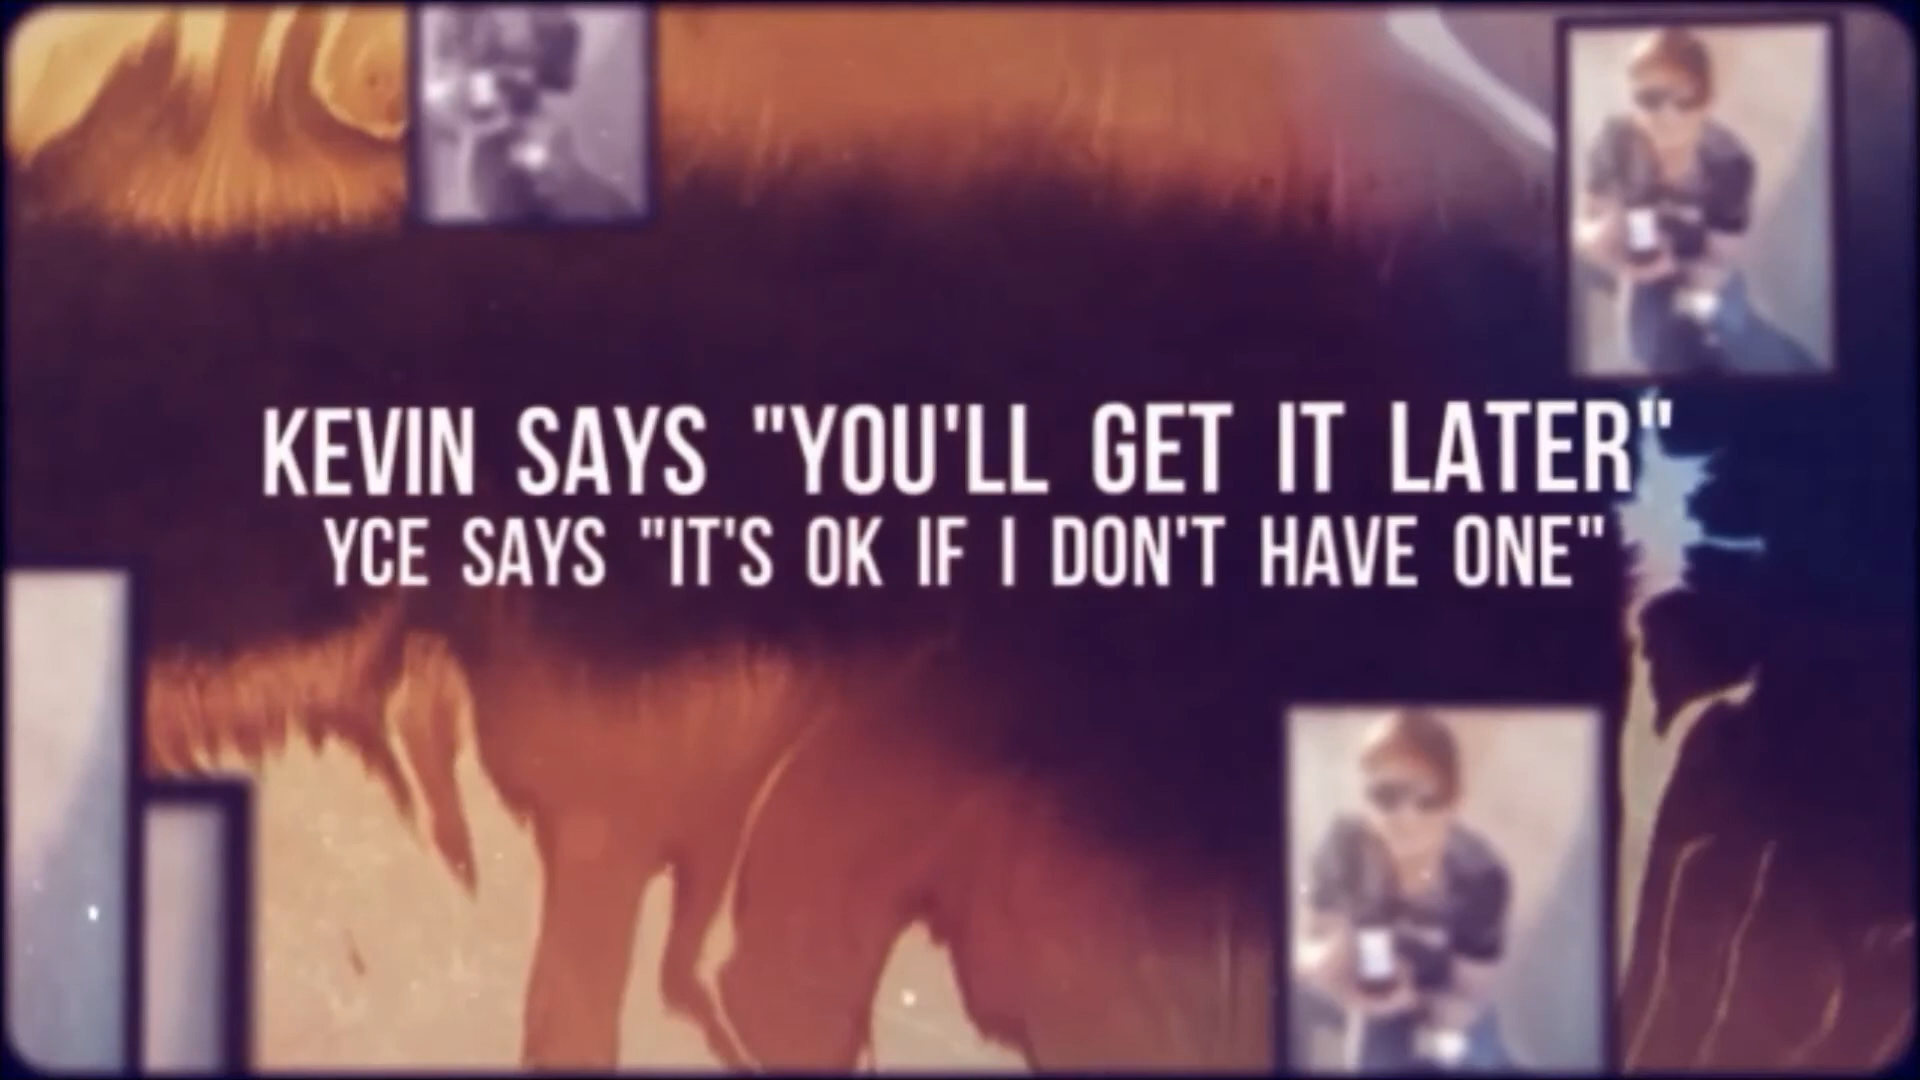 KEVIN SAYS "YOU'LL GET IT LATER"
YCE SAYS "IT'S OK IF I DON'T HAVE ONE"